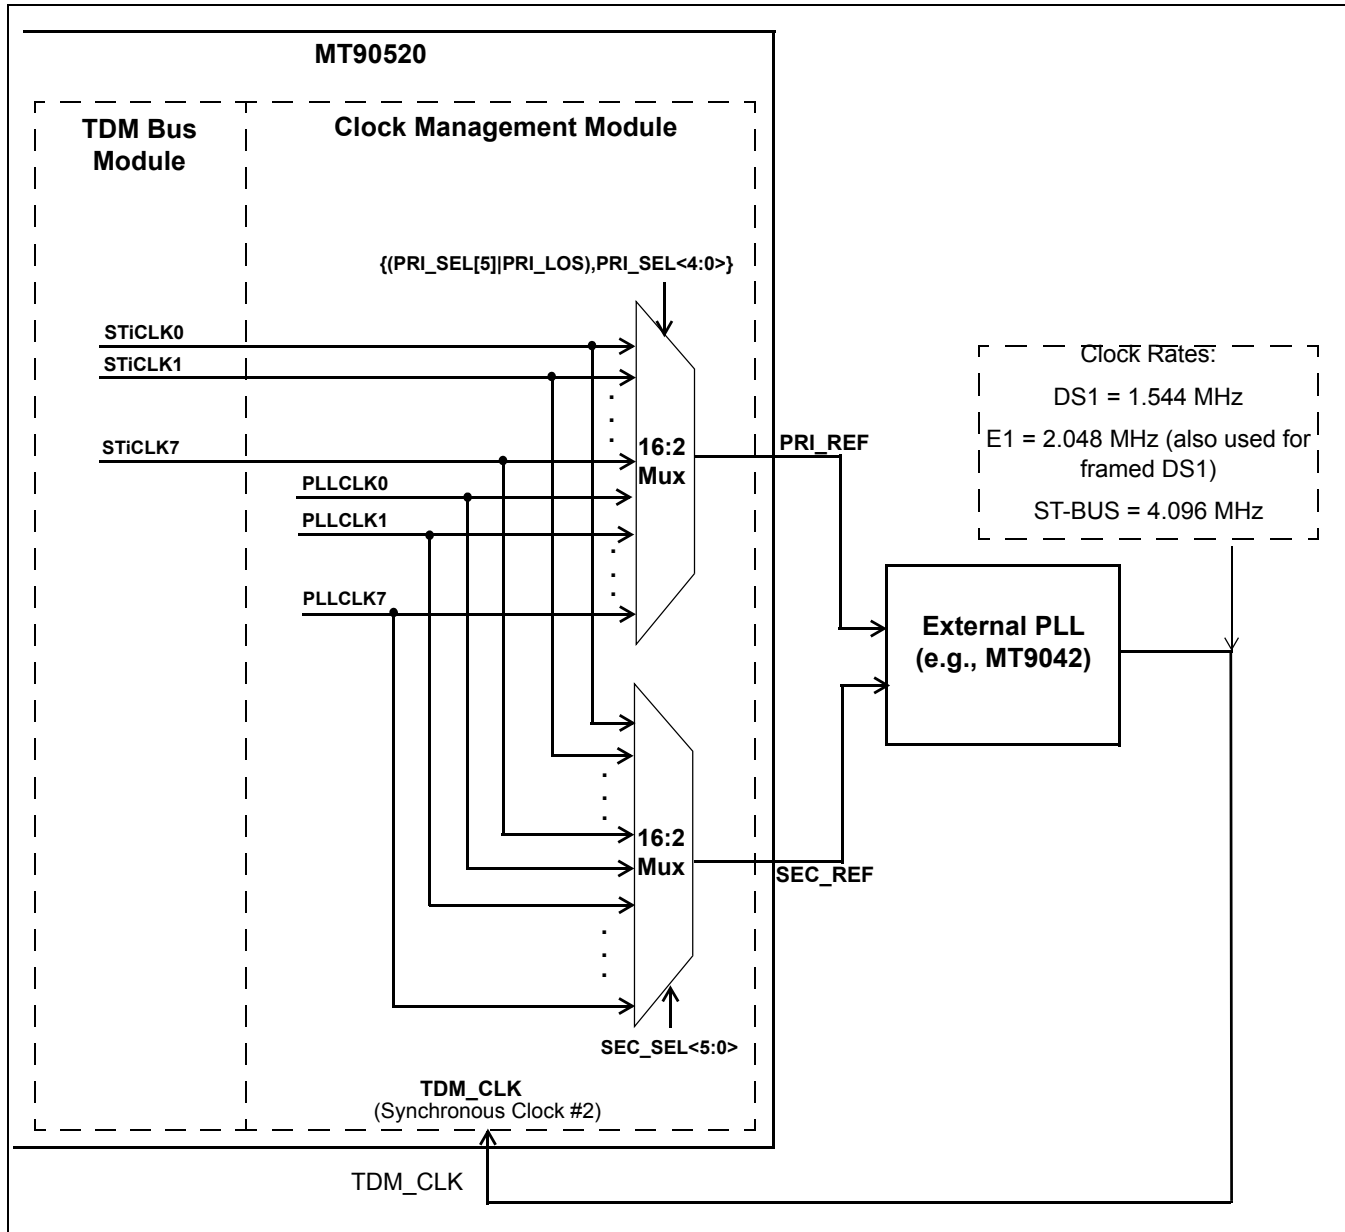 MT90520
TDM Bus
Module
Clock Management Module
{(PRI_SEL[5]|PRI_LOS),PRI_SEL<4:0>}
STiCLK0
STiCLK1
STiCLK7
PLLCLK0
PLLCLK1
PLLCLK7
16:2
Mux
PRI_REF
Clock Rates:
DS1 = 1.544 MHz
E1 = 2.048 MHz (also used for
framed DS1)
ST-BUS = 4.096 MHz
External PLL
(e.g., MT9042)
16:2
Mux
SEC_REF
SEC_SEL<5:0>
TDM_CLK
(Synchronous Clock #2)
TDM_CLK